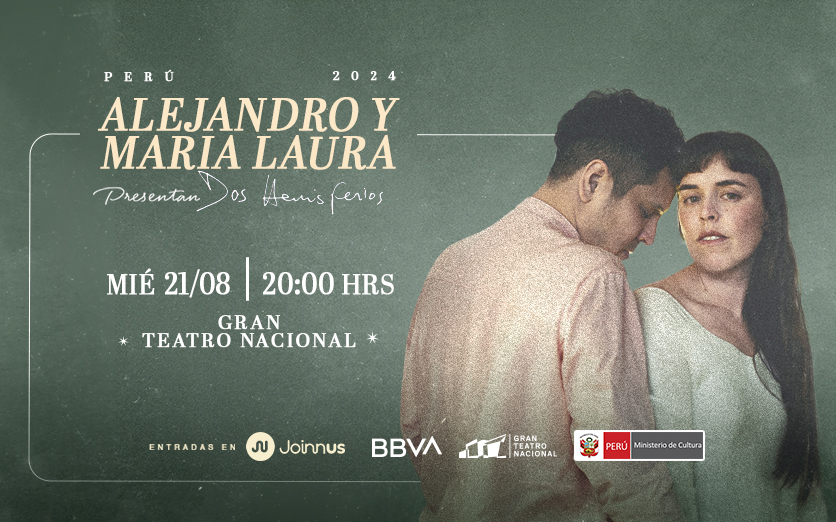 PERÚ 2024
ALEJANDRO Y
MARIA LAURA
Presentan Dos Hemisferios
MIÉ 21/08 | 20:00 HRS
GRAN
* TEATRO NACIONAL *
ENTRADAS EN Joinnus
BBVA
GRAN
TEATRO
NACIONAL
PERÚ Ministerio de Cultura